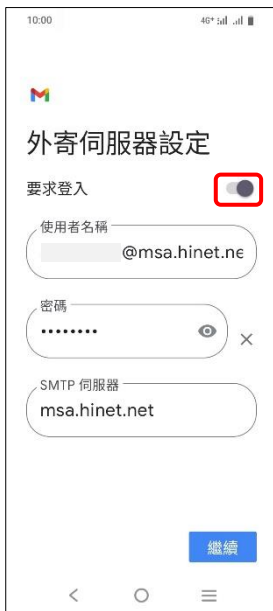 10:00 4G+
外寄伺服器設定
要求登入
使用者名稱
@msa.hinet.ne
密碼
••••••••
SMTP 伺服器
msa.hinet.net
繼續